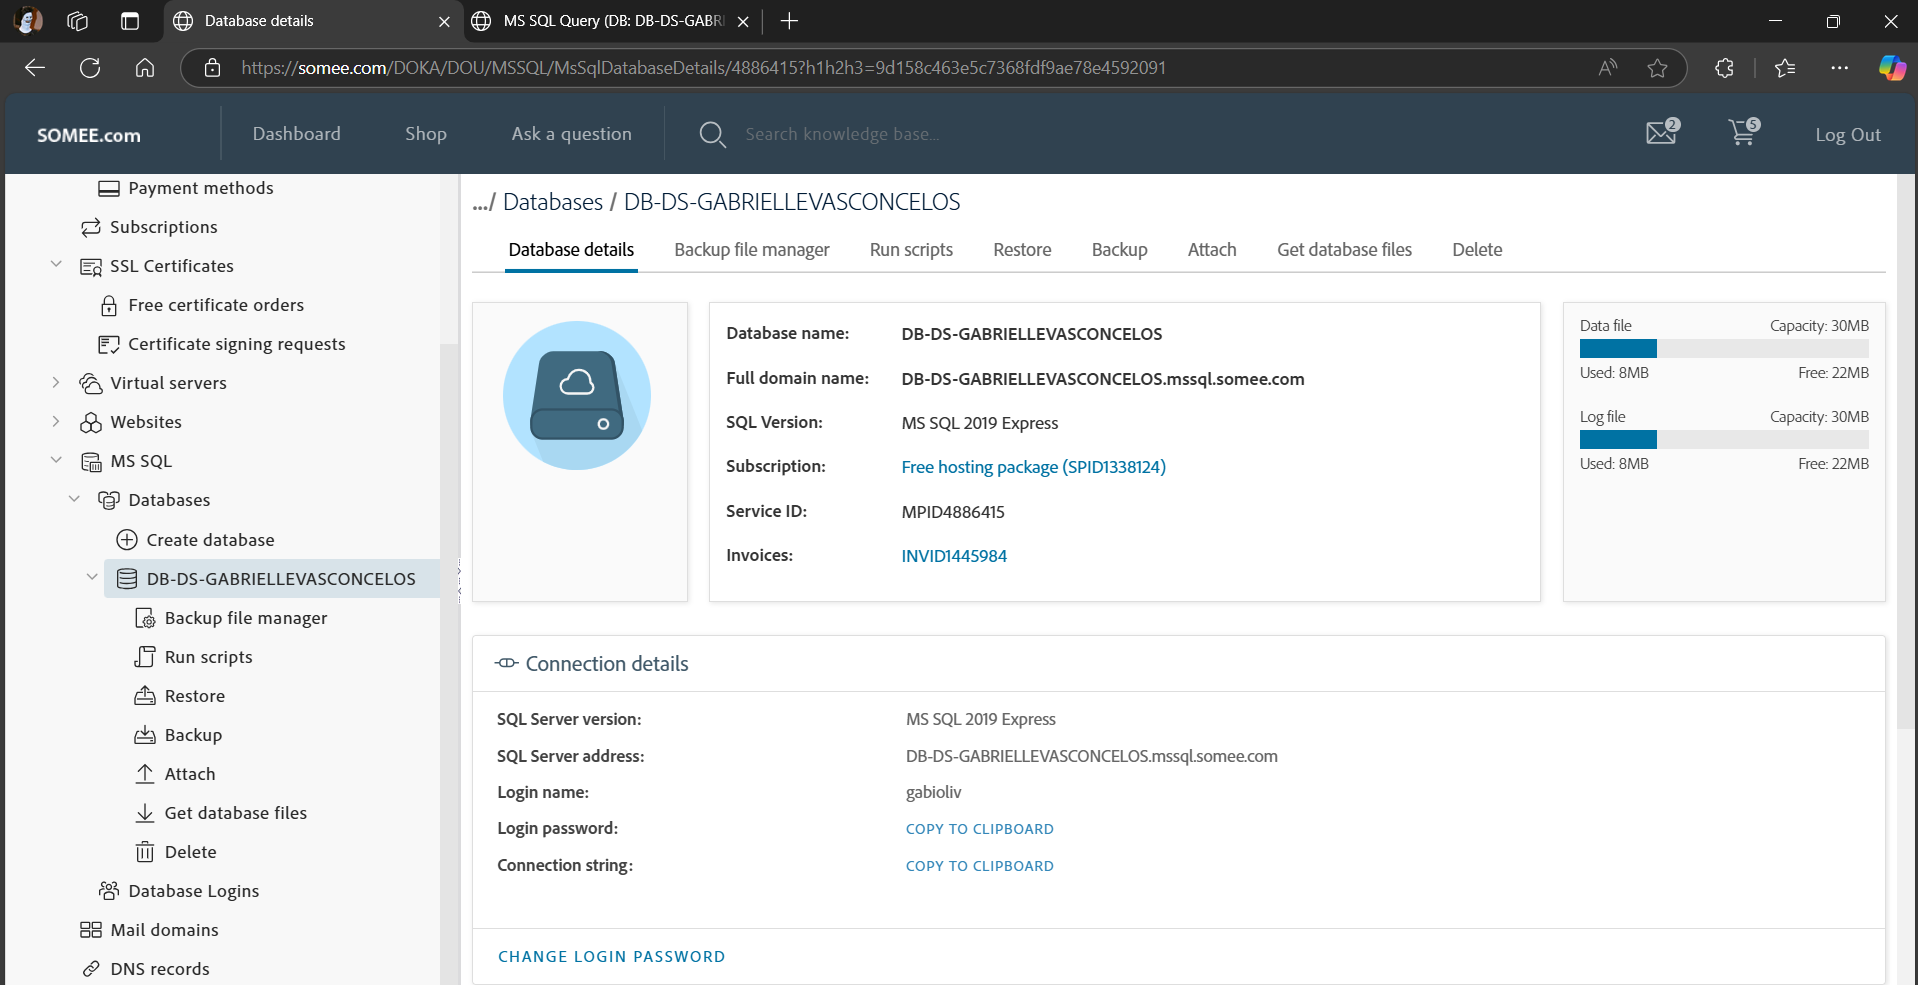 Database details
MS SQL Query (DB: DB-DS-GABRI
https://somee.com/DOKA/DOU/MSSQL/MsSqlDatabaseDetails/4886415?h1h2h3=9d158c463e5c7368fdf9ae78e4592091
SOMEE.com
Dashboard
Shop
Ask a question
Search knowledge base...
2
5
Log Out
Payment methods
Subscriptions
SSL Certificates
Free certificate orders
Certificate signing requests
Virtual servers
Websites
MS SQL
Databases
Create database
DB-DS-GABRIELLEVASCONCELOS
Backup file manager
Run scripts
Restore
Backup
Attach
Get database files
Delete
Database Logins
Mail domains
DNS records
.../ Databases / DB-DS-GABRIELLEVASCONCELOS
Database details
Backup file manager
Run scripts
Restore
Backup
Attach
Get database files
Delete
Database name: DB-DS-GABRIELLEVASCONCELOS
Full domain name: DB-DS-GABRIELLEVASCONCELOS.mssql.somee.com
SQL Version: MS SQL 2019 Express
Subscription: Free hosting package (SPID1338124)
Service ID: MPID4886415
Invoices: INVID1445984
Data file Capacity: 30MB
Used: 8MB Free: 22MB
Log file Capacity: 30MB
Used: 8MB Free: 22MB
Connection details
SQL Server version: MS SQL 2019 Express
SQL Server address: DB-DS-GABRIELLEVASCONCELOS.mssql.somee.com
Login name: gabioliv
Login password: COPY TO CLIPBOARD
Connection string: COPY TO CLIPBOARD
CHANGE LOGIN PASSWORD